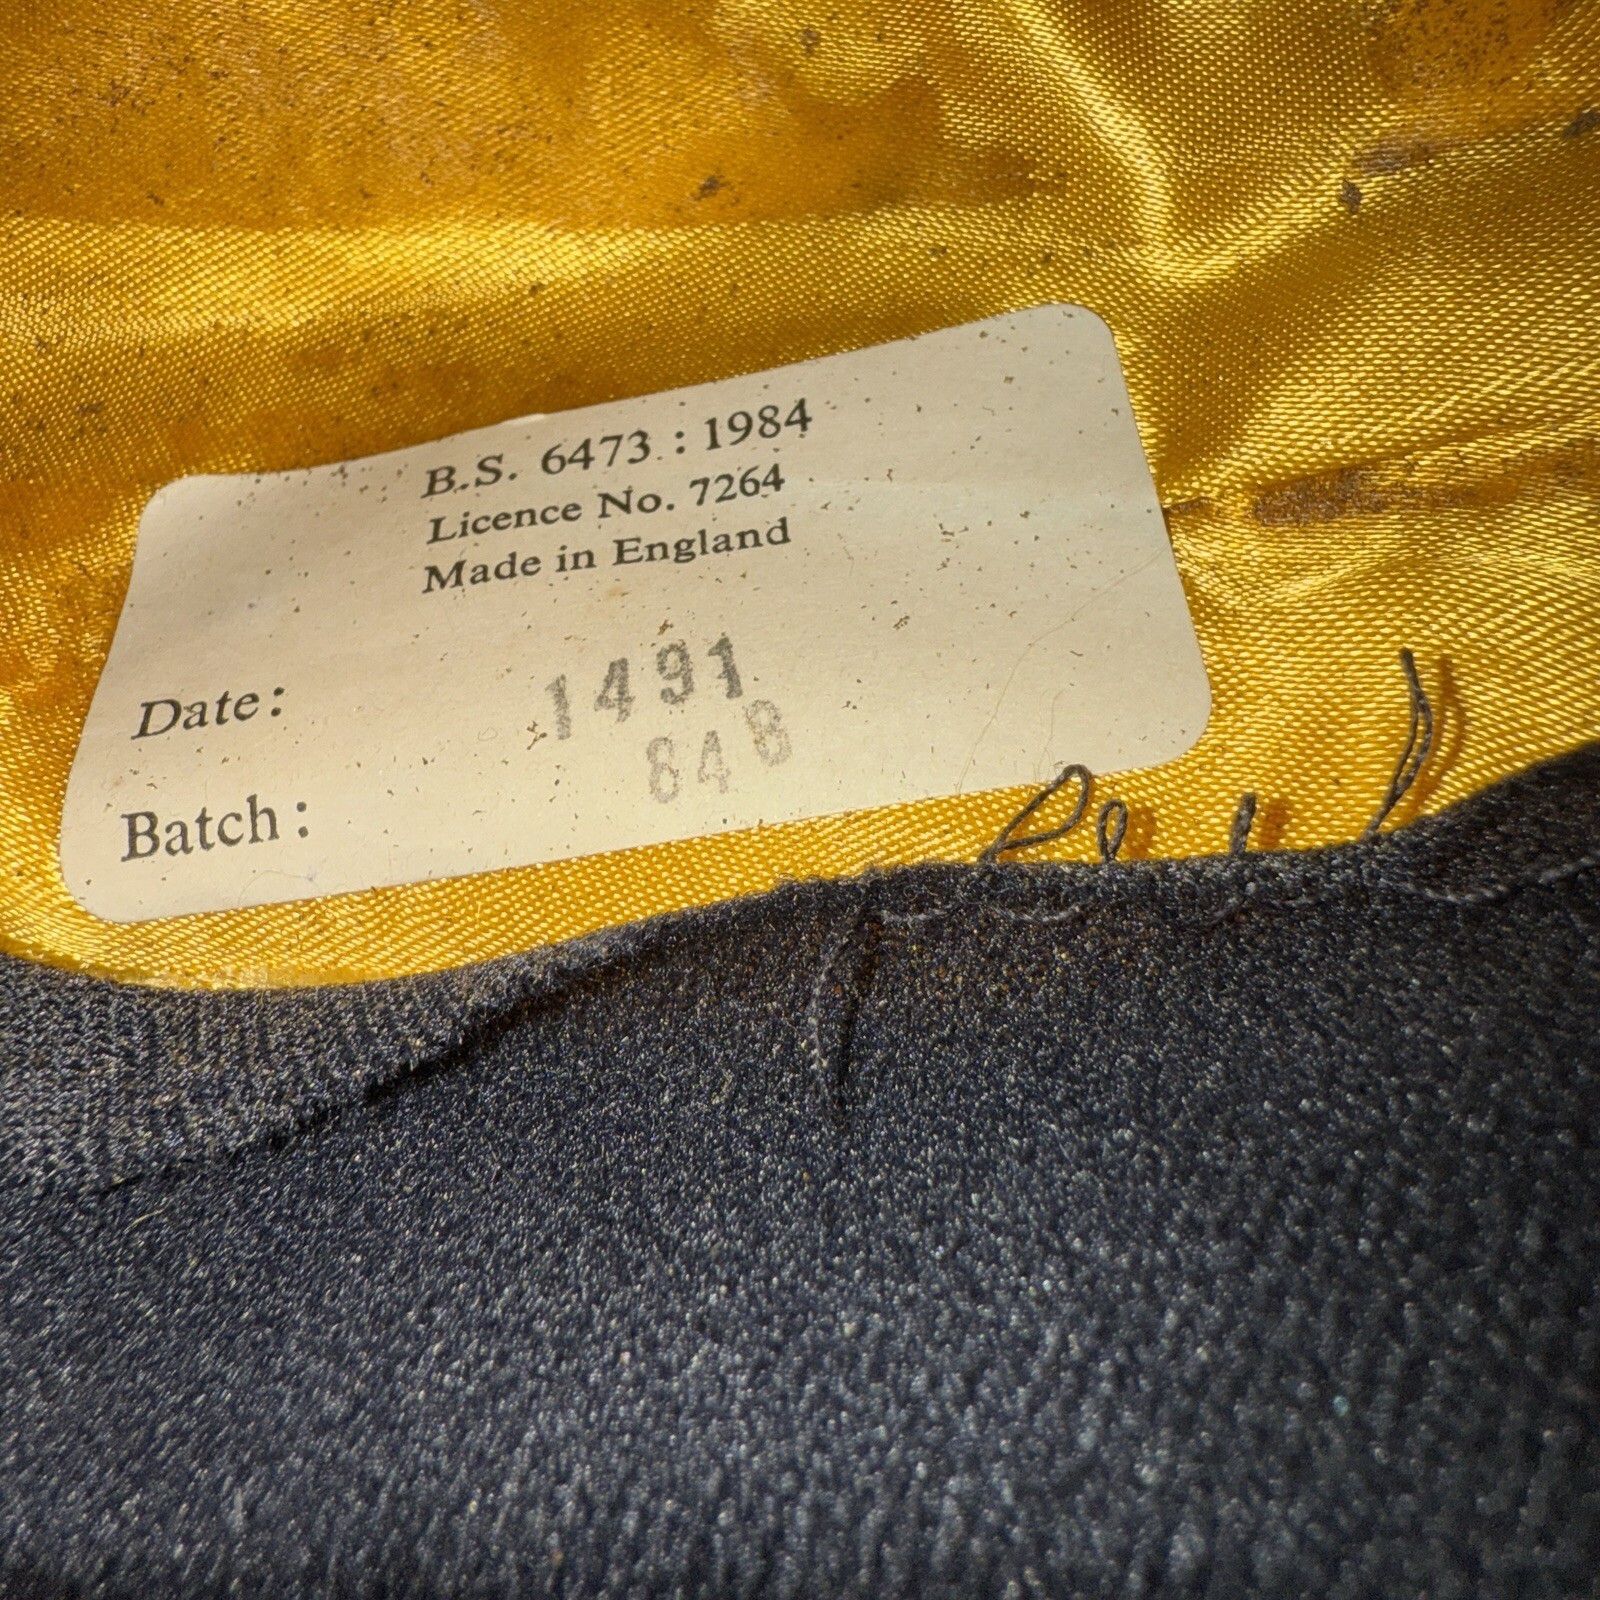 B.S. 6473 : 1984
Licence No. 7264
Made in England
Date: 1491
Batch: 848